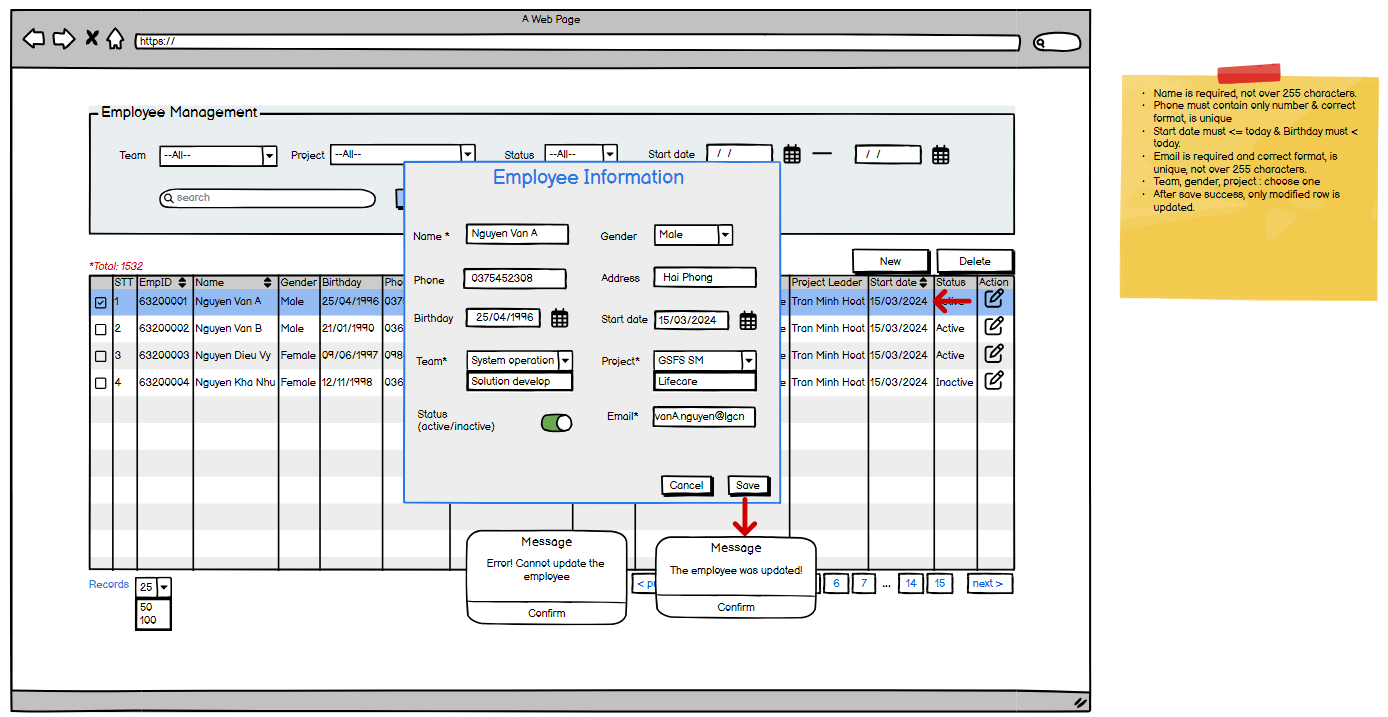 A Web Page
https://
Employee Management
Team --All-- Project --All-- Status --All-- Start date / / / /
search
*Total: 1532
New Delete
STT EmpID Name Gender Birthday Project Leader Start date Status Action
1 63200001 Nguyen Van A Male 25/04/1996 Tran Minh Hoat 15/03/2024 Active
2 63200002 Nguyen Van B Male 21/01/1990 Tran Minh Hoat 15/03/2024 Active
3 63200003 Nguyen Dieu Vy Female 09/06/1997 Tran Minh Hoat 15/03/2024 Active
4 63200004 Nguyen Kha Nhu Female 12/11/1998 Tran Minh Hoat 15/03/2024 Inactive
Employee Information
Name * Nguyen Van A Gender Male
Phone 0375452308 Address Hai Phong
Birthday 25/04/1996 Start date 15/03/2024
Team* System operation Project* GSFS SM
Solution develop Lifecare
Status
(active/inactive)
Email* vanA.nguyen@lgcn
Cancel Save
Message
Error! Cannot update the
employee
Confirm
Message
The employee was updated!
Confirm
Records 25
50
100
6 7 ... 14 15 next >
· Name is required, not over 255 characters.
· Phone must contain only number & correct
format, is unique
· Start date must <= today & Birthday must <
today.
· Email is required and correct format, is
unique, not over 255 characters.
· Team, gender, project : choose one
· After save success, only modified row is
updated.